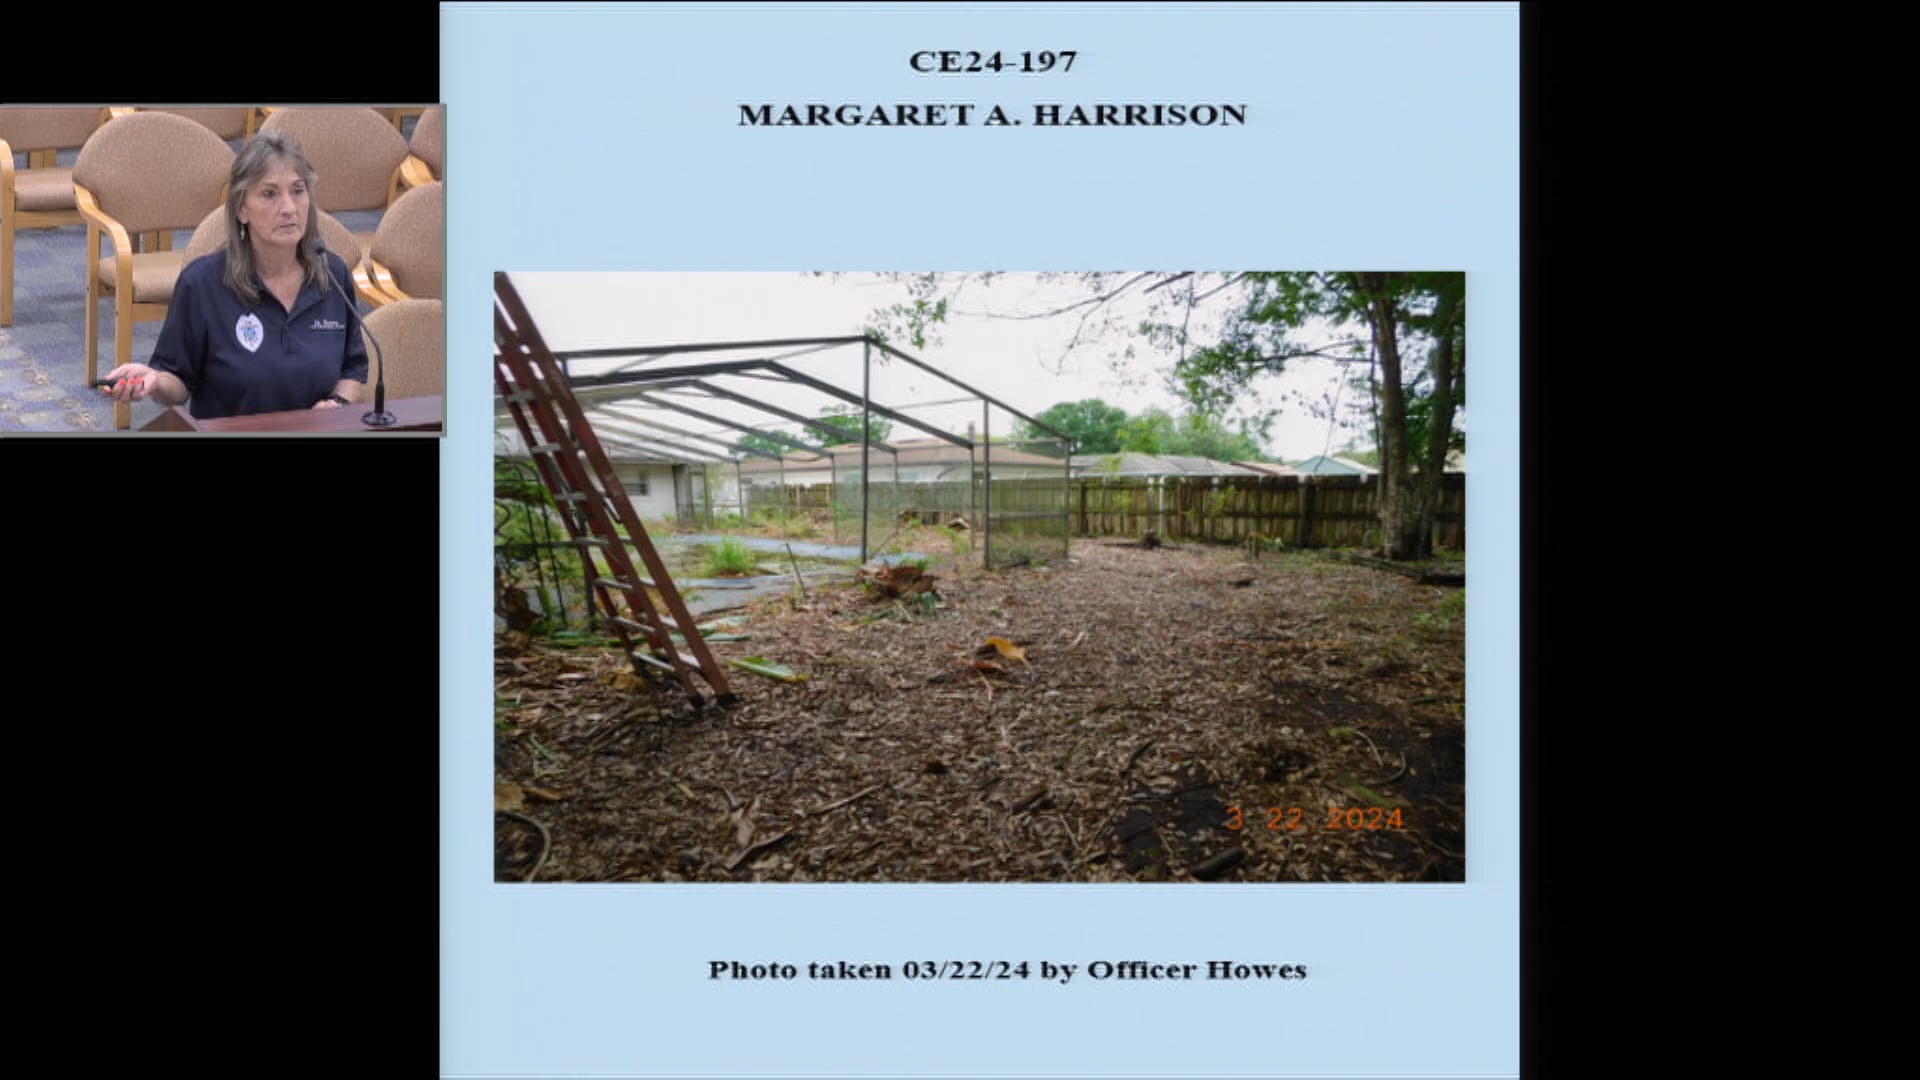 CE24-197
MARGARET A. HARRISON
3 22 2024
Photo taken 03/22/24 by Officer Howes